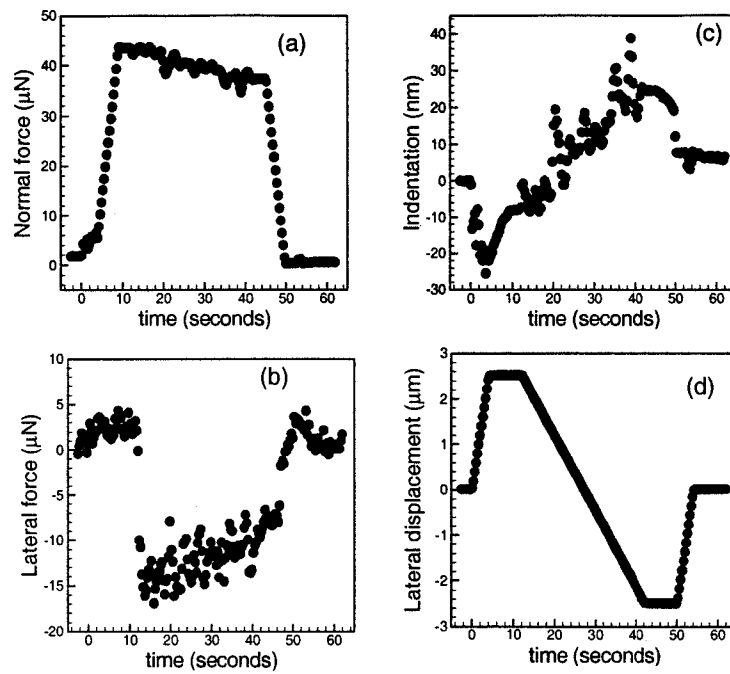 50
40
30
20
10
0
Normal force (μN)
(a)
0 10 20 30 40 50 60
time (seconds)
40
30
20
10
0
-10
-20
-30
Indentation (nm)
(c)
0 10 20 30 40 50 60
time (seconds)
10
5
0
-5
-10
-15
-20
Lateral force (μN)
(b)
0 20 40 60
time (seconds)
3
2
1
0
-1
-2
-3
Lateral displacement (μm)
(d)
0 10 20 30 40 50 60
time (seconds)